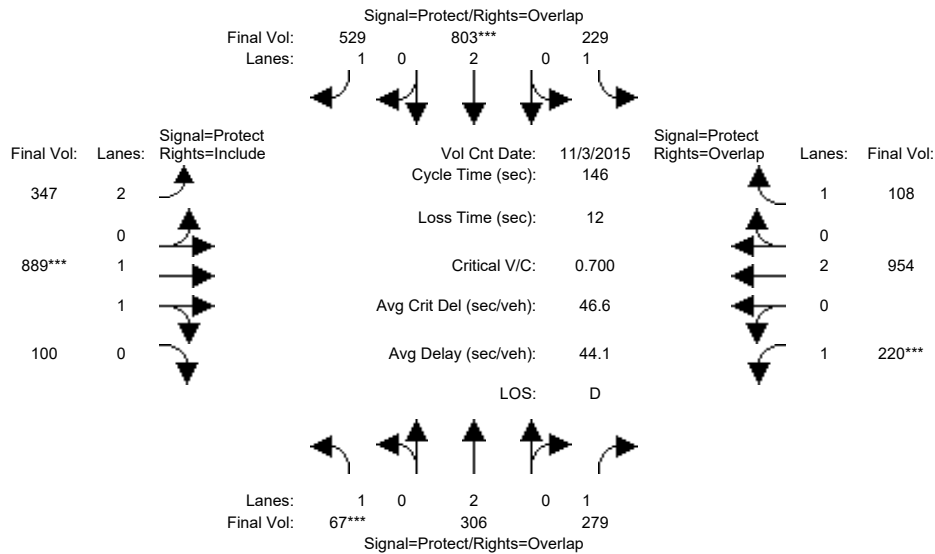 Signal=Protect/Rights=Overlap
Final Vol: 529 803*** 229
Lanes: 1 0 2 0 1
Signal=Protect
Final Vol: Lanes: Rights=Include
Vol Cnt Date: 11/3/2015
Signal=Protect
Rights=Overlap Lanes: Final Vol:
Cycle Time (sec): 146
347 2
1 108
Loss Time (sec): 12
0
0
889*** 1
Critical V/C: 0.700
2 954
1
Avg Crit Del (sec/veh): 46.6
0
100 0
Avg Delay (sec/veh): 44.1
1 220***
LOS: D
Lanes: 1 0 2 0 1
Final Vol: 67*** 306 279
Signal=Protect/Rights=Overlap